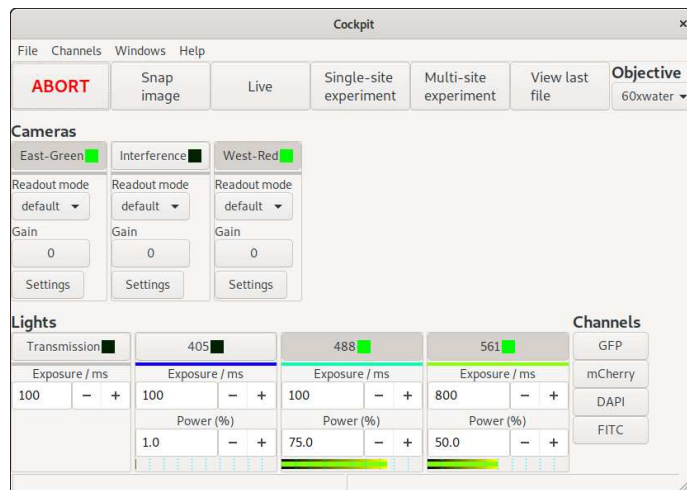 Cockpit
File Channels Windows Help
ABORT Snap image Live Single-site experiment Multi-site experiment View last file Objective 60xwater
Cameras
East-Green Interference West-Red
Readout mode Readout mode Readout mode
default default default
Gain Gain Gain
0 0 0
Settings Settings Settings
Lights Channels
Transmission 405 488 561 GFP
Exposure / ms Exposure / ms Exposure / ms Exposure / ms mCherry
100 - + 100 - + 100 - + 800 - + DAPI
Power (%) Power (%) Power (%) FITC
1.0 - + 75.0 - + 50.0 - +